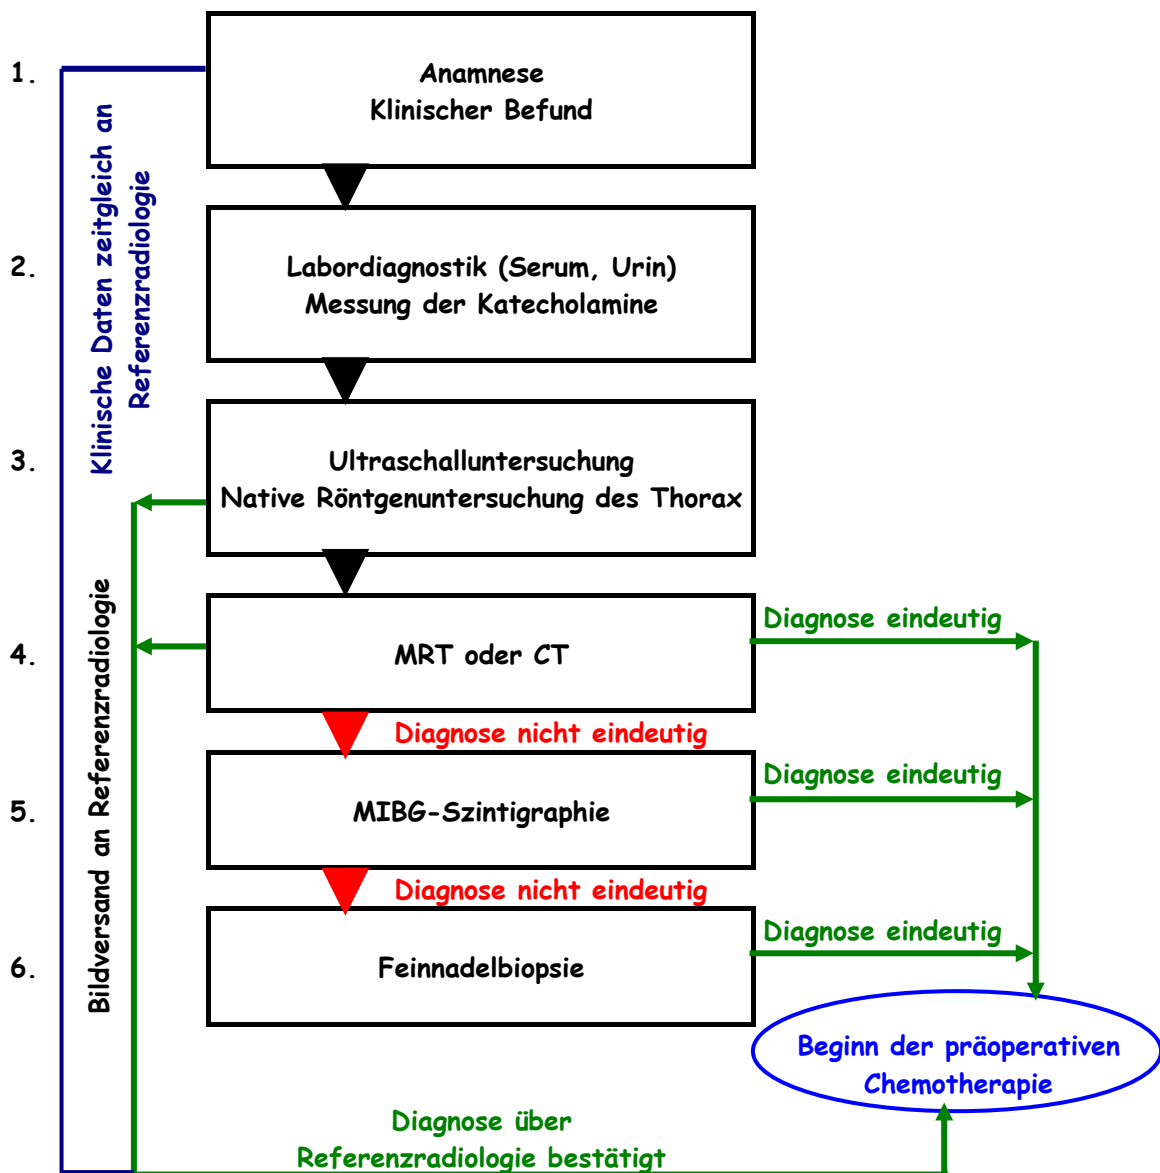 1.
Anamnese
Klinischer Befund
Klinische Daten zeitgleich an
Referenzradiologie
2.
Labordiagnostik (Serum, Urin)
Messung der Katecholamine
3.
Ultraschalluntersuchung
Native Röntgenuntersuchung des Thorax
Bildversand an Referenzradiologie
4.
MRT oder CT
Diagnose eindeutig
Diagnose nicht eindeutig
5.
MIBG-Szintigraphie
Diagnose eindeutig
Diagnose nicht eindeutig
6.
Feinnadelbiopsie
Diagnose eindeutig
Beginn der präoperativen
Chemotherapie
Diagnose über
Referenzradiologie bestätigt